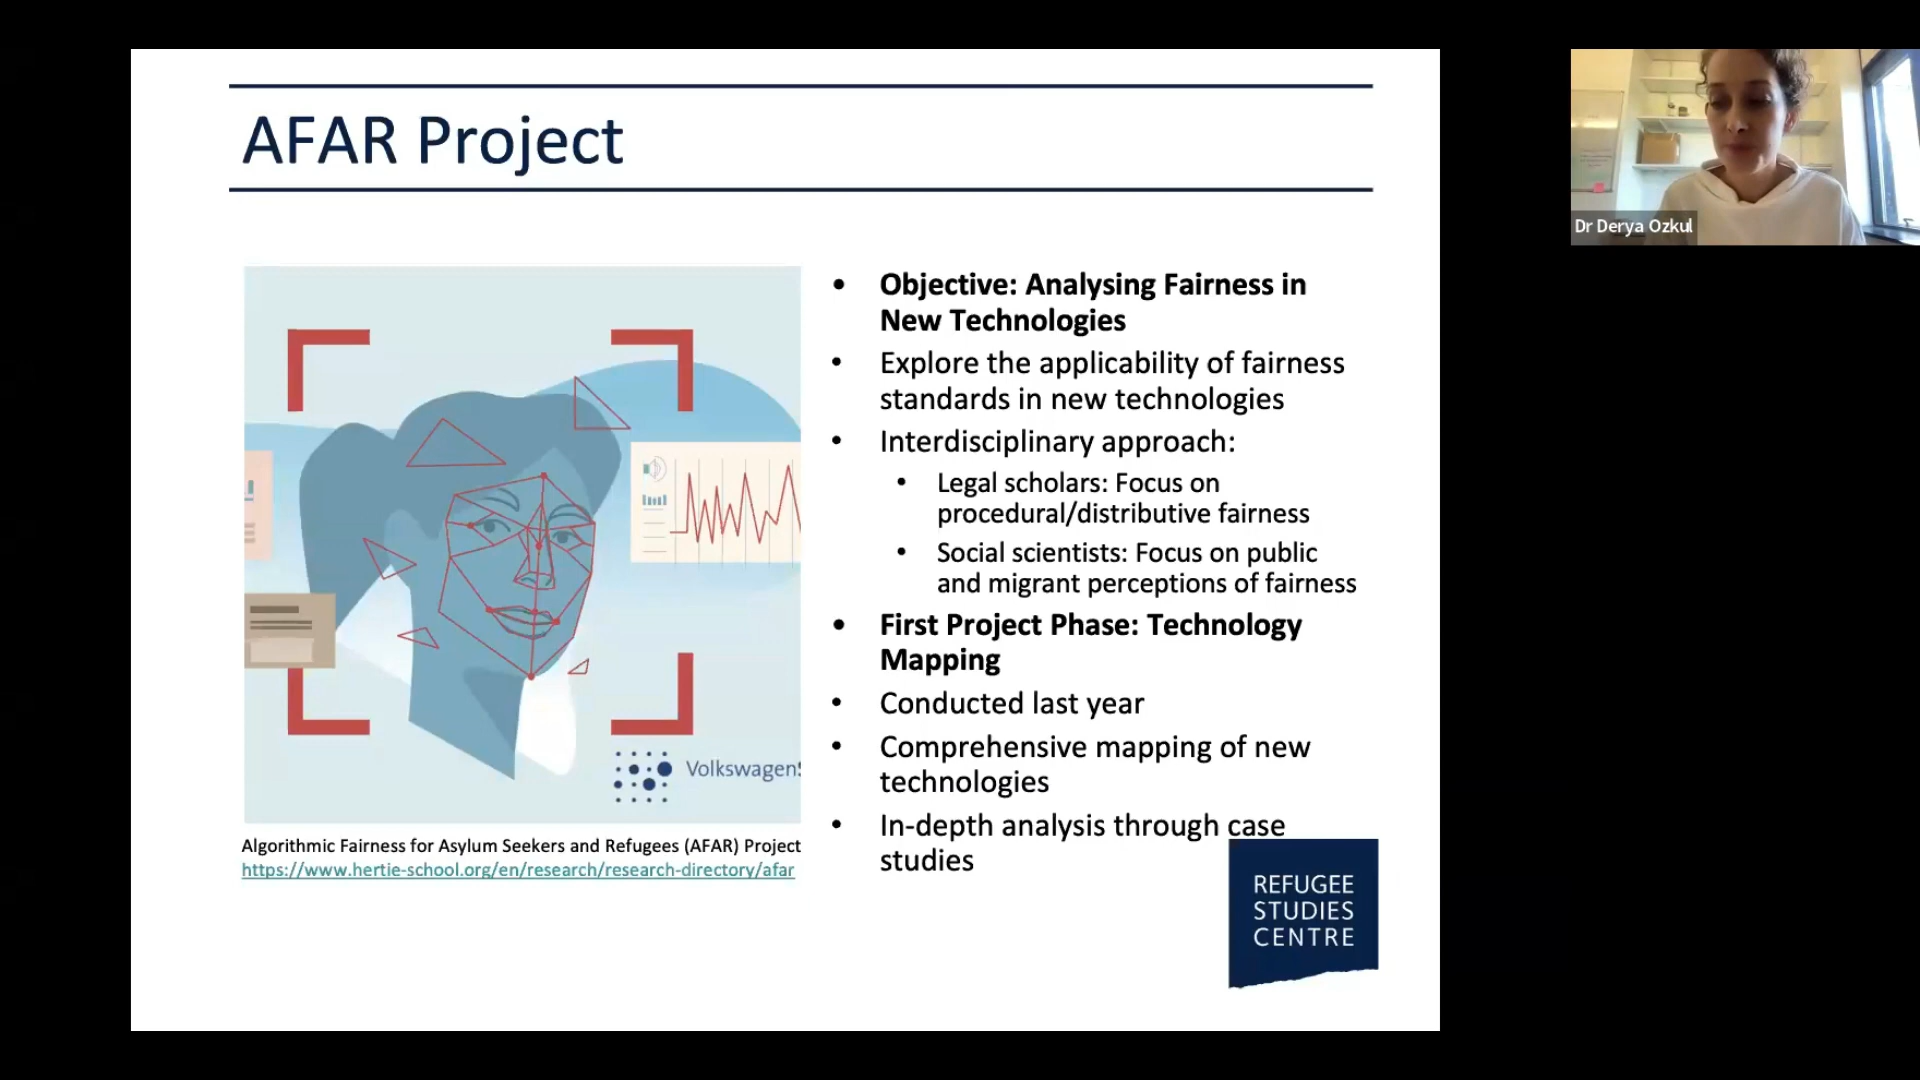 AFAR Project
Dr Derya Ozkul
• Objective: Analysing Fairness in
New Technologies
• Explore the applicability of fairness
standards in new technologies
• Interdisciplinary approach:
• Legal scholars: Focus on
procedural/distributive fairness
• Social scientists: Focus on public
and migrant perceptions of fairness
• First Project Phase: Technology
Mapping
• Conducted last year
• Comprehensive mapping of new
technologies
• In-depth analysis through case
studies
Volkswagen
Algorithmic Fairness for Asylum Seekers and Refugees (AFAR) Project
https://www.hertie-school.org/en/research/research-directory/afar
REFUGEE
STUDIES
CENTRE